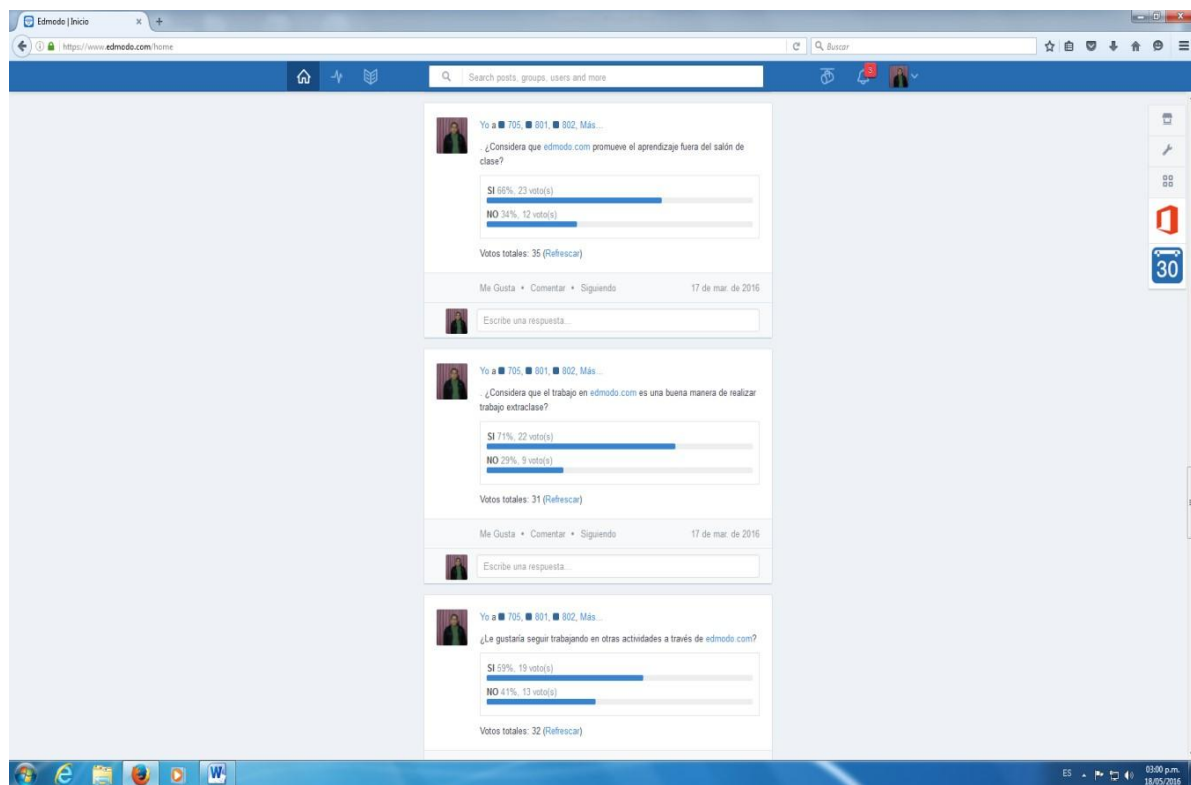 Edmodo | Inicio
https://www.edmodo.com/home
Buscar
Search posts, groups, users and more
3
Yo a 705, 801, 802, Más...
. ¿Considera que edmodo.com promueve el aprendizaje fuera del salón de
clase?
SI 66%, 23 voto(s)
NO 34%, 12 voto(s)
Votos totales: 35 (Refrescar)
Me Gusta • Comentar • Siguiendo 17 de mar. de 2016
Escribe una respuesta...
Yo a 705, 801, 802, Más...
. ¿Considera que el trabajo en edmodo.com es una buena manera de realizar
trabajo extraclase?
SI 71%, 22 voto(s)
NO 29%, 9 voto(s)
Votos totales: 31 (Refrescar)
Me Gusta • Comentar • Siguiendo 17 de mar. de 2016
Escribe una respuesta...
Yo a 705, 801, 802, Más...
¿Le gustaría seguir trabajando en otras actividades a través de edmodo.com?
SI 59%, 19 voto(s)
NO 41%, 13 voto(s)
Votos totales: 32 (Refrescar)
30
ES
03:00 p.m.
18/05/2016